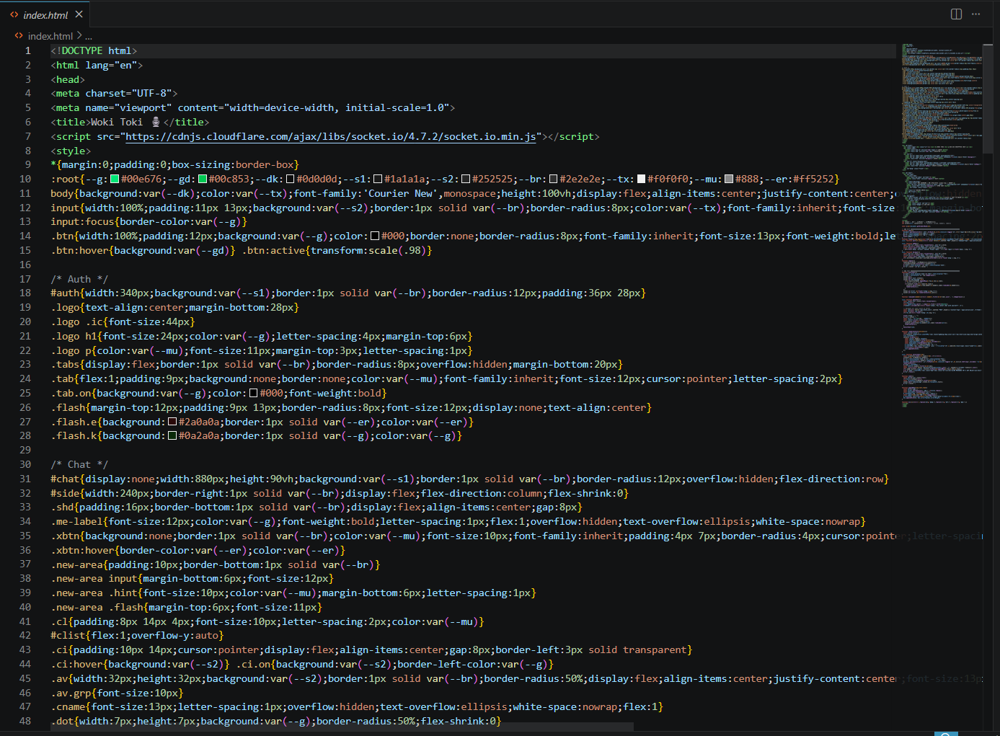 index.html
index.html > ...
1 <!DOCTYPE html>
2 <html lang="en">
3 <head>
4 <meta charset="UTF-8">
5 <meta name="viewport" content="width=device-width, initial-scale=1.0">
6 <title>Woki Toki 🎙️</title>
7 <script src="https://cdnjs.cloudflare.com/ajax/libs/socket.io/4.7.2/socket.io.min.js"></script>
8 <style>
9 *{margin:0;padding:0;box-sizing:border-box}
10 :root{--g:#00e676;--gd:#00c853;--dk:#0d0d0d;--s1:#1a1a1a;--s2:#252525;--br:#2e2e2e;--tx:#f0f0f0;--mu:#888;--er:#ff5252}
11 body{background:var(--dk);color:var(--tx);font-family:'Courier New',monospace;height:100vh;display:flex;align-items:center;justify-content:center;overflow:hidden
12 input{width:100%;padding:11px 13px;background:var(--s2);border:1px solid var(--br);border-radius:8px;color:var(--tx);font-family:inherit;font-size
13 input:focus{border-color:var(--g)}
14 .btn{width:100%;padding:12px;background:var(--g);color:#000;border:none;border-radius:8px;font-family:inherit;font-size:13px;font-weight:bold;le
15 .btn:hover{background:var(--gd)} .btn:active{transform:scale(.98)}
16
17 /* Auth */
18 #auth{width:340px;background:var(--s1);border:1px solid var(--br);border-radius:12px;padding:36px 28px}
19 .logo{text-align:center;margin-bottom:28px}
20 .logo .ic{font-size:44px}
21 .logo h1{font-size:24px;color:var(--g);letter-spacing:4px;margin-top:6px}
22 .logo p{color:var(--mu);font-size:11px;margin-top:3px;letter-spacing:1px}
23 .tabs{display:flex;border:1px solid var(--br);border-radius:8px;overflow:hidden;margin-bottom:20px}
24 .tab{flex:1;padding:9px;background:none;border:none;color:var(--mu);font-family:inherit;font-size:12px;cursor:pointer;letter-spacing:2px}
25 .tab.on{background:var(--g);color:#000;font-weight:bold}
26 .flash{margin-top:12px;padding:9px 13px;border-radius:8px;font-size:12px;display:none;text-align:center}
27 .flash.e{background:#2a0a0a;border:1px solid var(--er);color:var(--er)}
28 .flash.k{background:#0a2a0a;border:1px solid var(--g);color:var(--g)}
29
30 /* Chat */
31 #chat{display:none;width:880px;height:90vh;background:var(--s1);border:1px solid var(--br);border-radius:12px;overflow:hidden;flex-direction:row}
32 #side{width:240px;border-right:1px solid var(--br);display:flex;flex-direction:column;flex-shrink:0}
33 .shd{padding:16px;border-bottom:1px solid var(--br);display:flex;align-items:center;gap:8px}
34 .me-label{font-size:12px;color:var(--g);font-weight:bold;letter-spacing:1px;flex:1;overflow:hidden;text-overflow:ellipsis;white-space:nowrap}
35 .xbtn{background:none;border:1px solid var(--br);color:var(--mu);font-size:10px;font-family:inherit;padding:4px 7px;border-radius:4px;cursor:pointer;letter-spaci
36 .xbtn:hover{border-color:var(--er);color:var(--er)}
37 .new-area{padding:10px;border-bottom:1px solid var(--br)}
38 .new-area input{margin-bottom:6px;font-size:12px}
39 .new-area .hint{font-size:10px;color:var(--mu);margin-bottom:6px;letter-spacing:1px}
40 .new-area .flash{margin-top:6px;font-size:11px}
41 .cl{padding:8px 14px 4px;font-size:10px;letter-spacing:2px;color:var(--mu)}
42 #clist{flex:1;overflow-y:auto}
43 .ci{padding:10px 14px;cursor:pointer;display:flex;align-items:center;gap:8px;border-left:3px solid transparent}
44 .ci:hover{background:var(--s2)} .ci.on{background:var(--s2);border-left-color:var(--g)}
45 .av{width:32px;height:32px;background:var(--s2);border:1px solid var(--br);border-radius:50%;display:flex;align-items:center;justify-content:center;font-size:13p
46 .av.grp{font-size:10px}
47 .cname{font-size:13px;letter-spacing:1px;overflow:hidden;text-overflow:ellipsis;white-space:nowrap;flex:1}
48 .dot{width:7px;height:7px;background:var(--g);border-radius:50%;flex-shrink:0}